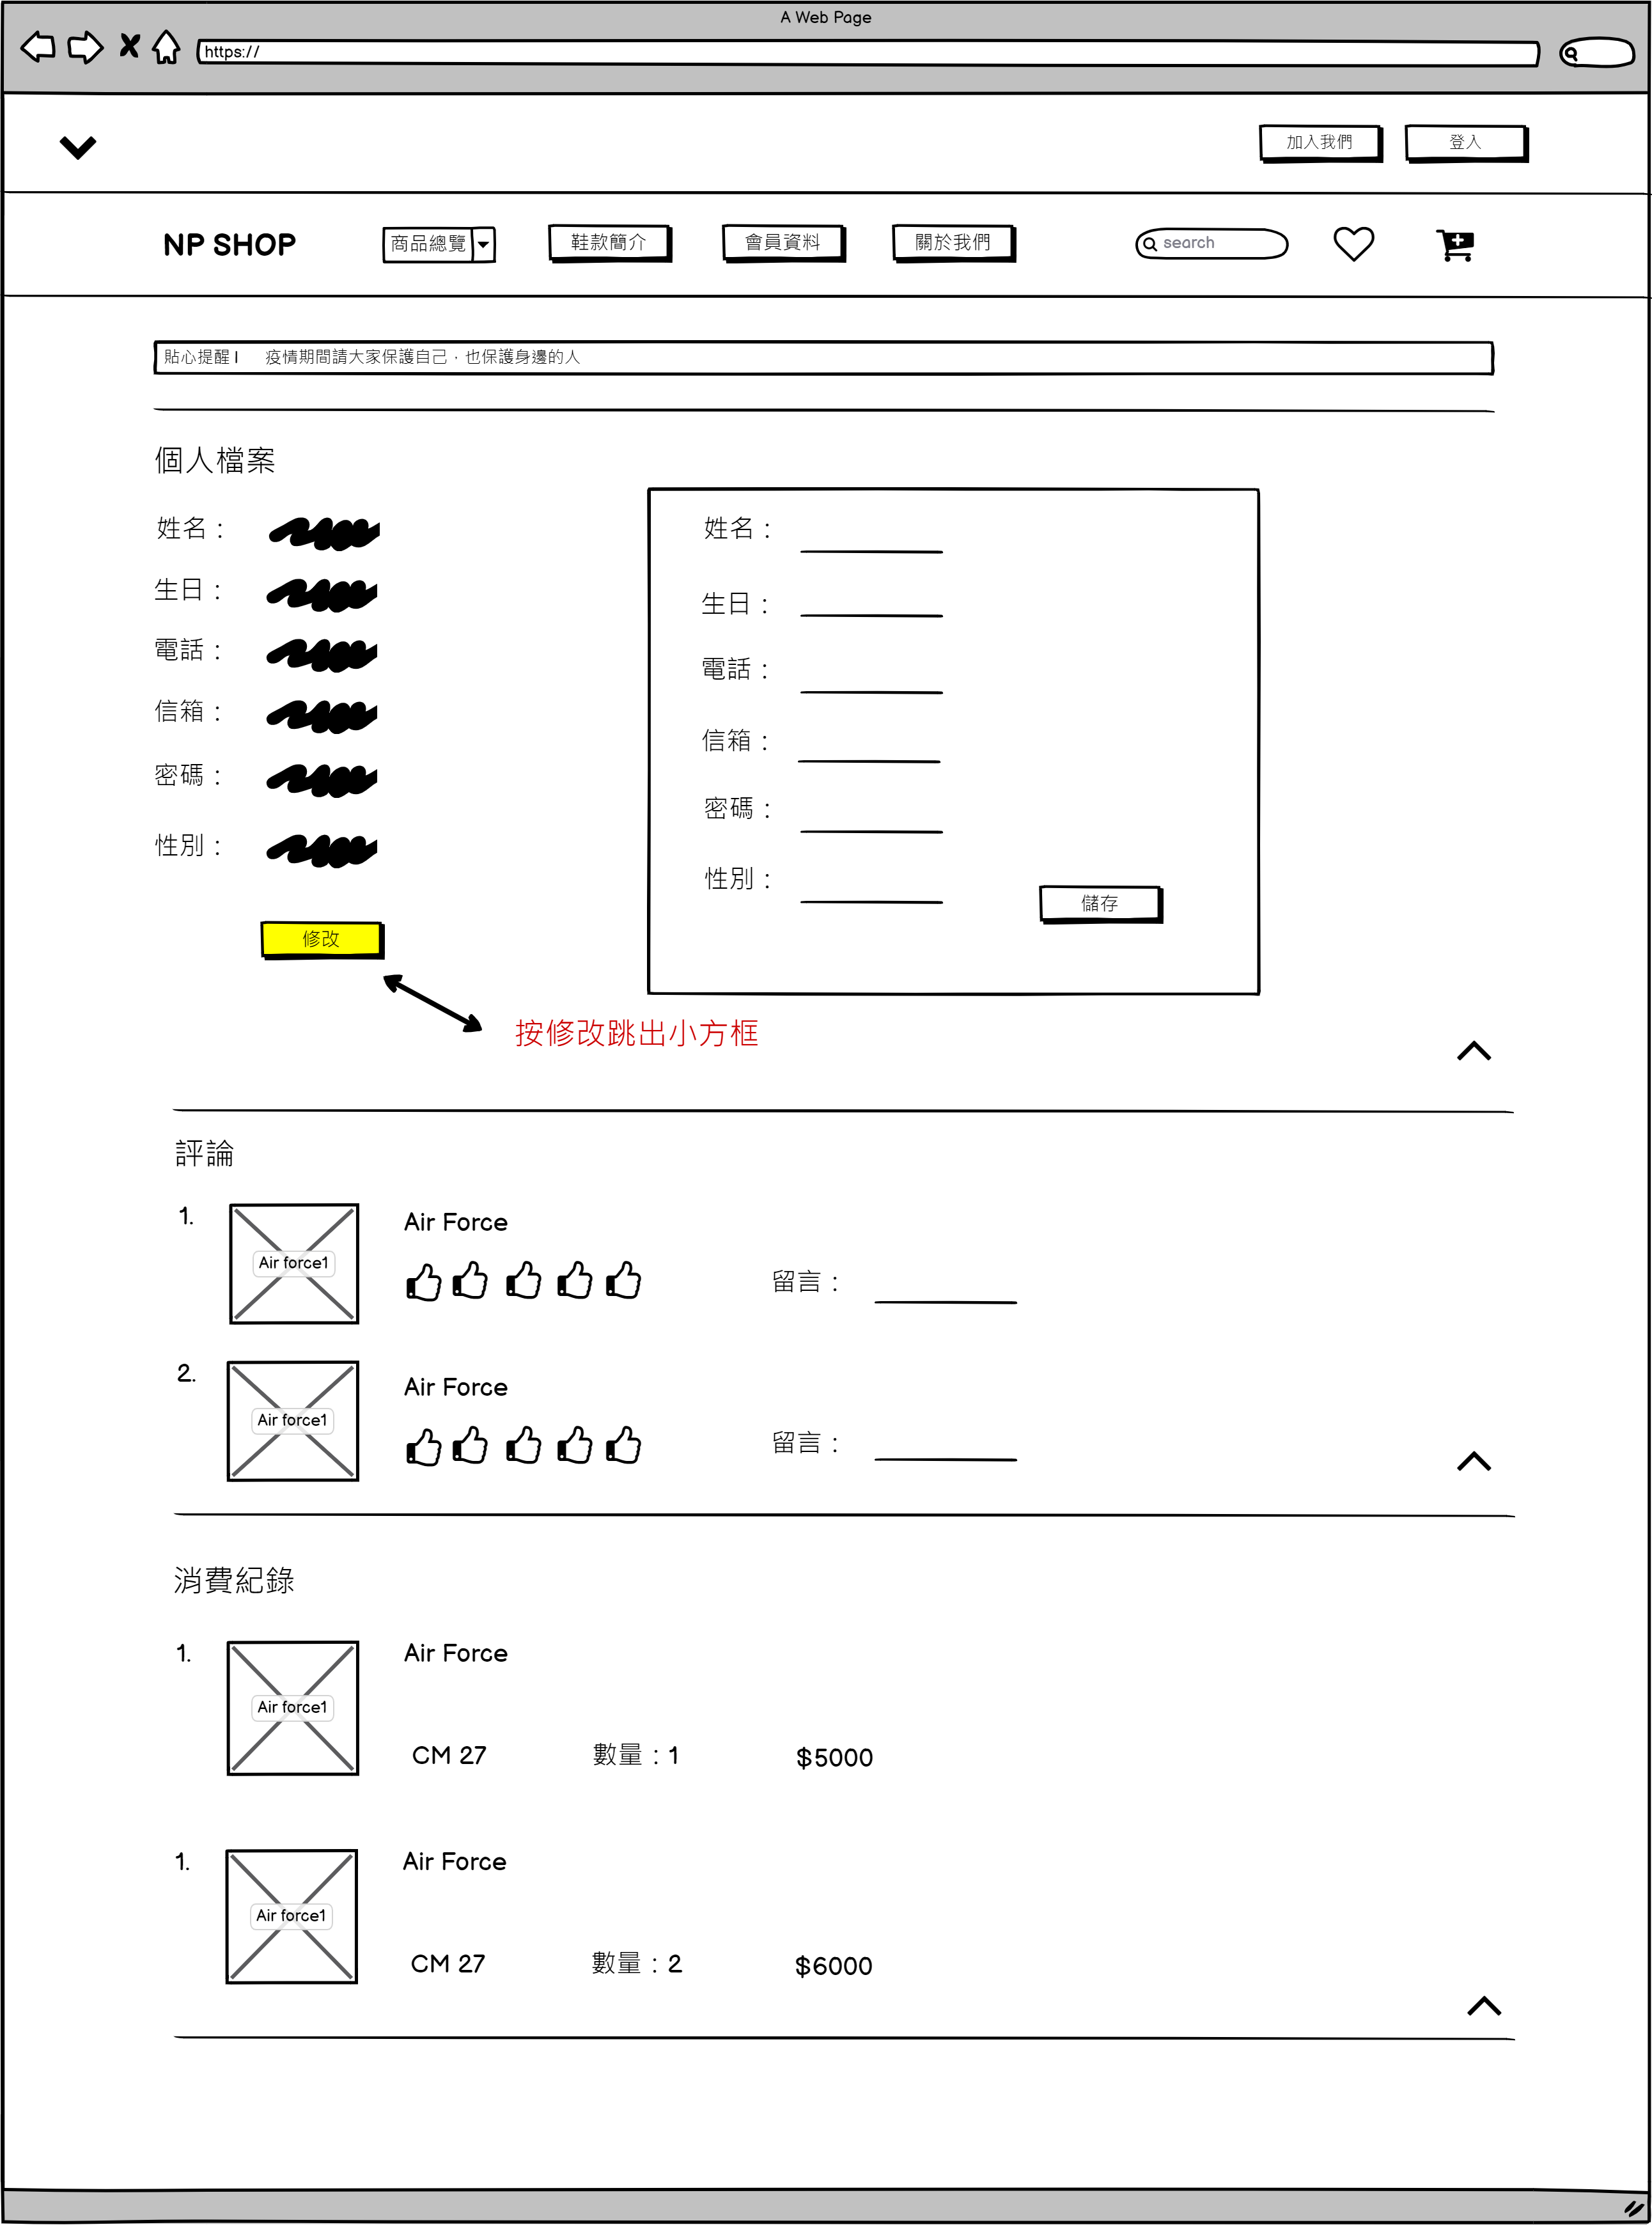 A Web Page
https://
加入我們
登入
NP SHOP
商品總覽
鞋款簡介
會員資料
關於我們
search
貼心提醒 I 疫情期間請大家保護自己，也保護身邊的人
個人檔案
姓名：
生日：
電話：
信箱：
密碼：
性別：
修改
姓名：
生日：
電話：
信箱：
密碼：
性別：
儲存
按修改跳出小方框
評論
1.
Air force1
Air Force
留言：
2.
Air force1
Air Force
留言：
消費紀錄
1.
Air force1
Air Force
CM 27 數量：1 $5000
1.
Air force1
Air Force
CM 27 數量：2 $6000